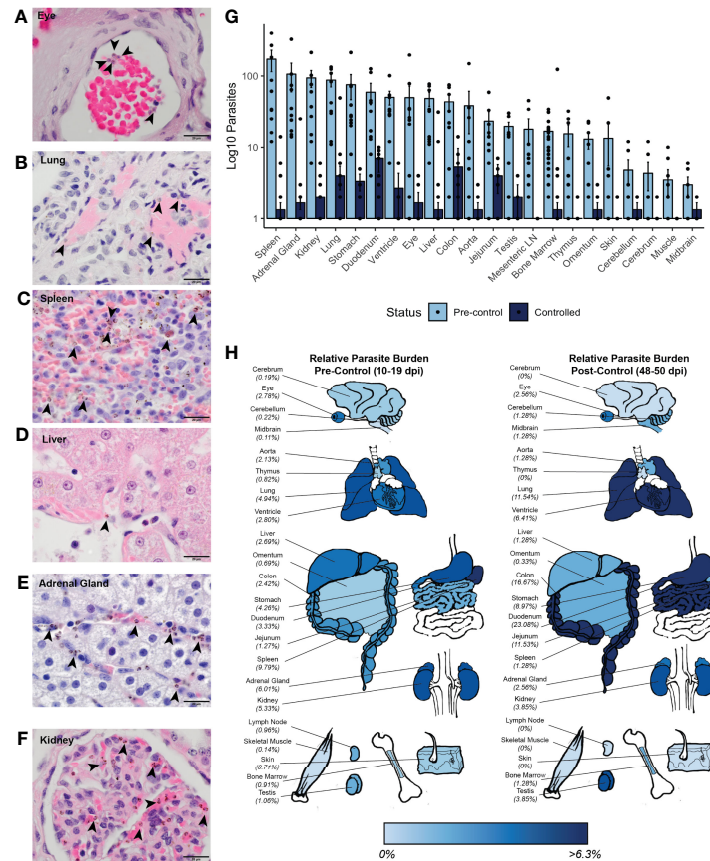 A
Eye
B
Lung
C
Spleen
D
Liver
E
Adrenal Gland
F
Kidney
G
Log10 Parasites
100
10
1
Spleen
Adrenal Gland
Kidney
Lung
Stomach
Duodenum
Ventricle
Eye
Liver
Colon
Aorta
Jejunum
Testis
Mesenteric LN
Bone Marrow
Thymus
Omentum
Skin
Cerebellum
Cerebrum
Muscle
Midbrain
Status
Pre-control
Controlled
H
Relative Parasite Burden
Pre-Control (10-19 dpi)
Cerebrum
(0.19%)
Eye
(2.78%)
Cerebellum
(0.22%)
Midbrain
(0.11%)
Aorta
(2.13%)
Thymus
(0.82%)
Lung
(4.94%)
Ventricle
(2.80%)
Liver
(2.69%)
Omentum
(0.69%)
Colon
(2.42%)
Stomach
(4.26%)
Duodenum
(3.33%)
Jejunum
(1.27%)
Spleen
(9.79%)
Adrenal Gland
(6.01%)
Kidney
(5.33%)
Lymph Node
(0.96%)
Skeletal Muscle
(0.14%)
Skin
Bone Marrow
(0.91%)
Testis
(1.06%)
Relative Parasite Burden
Post-Control (48-50 dpi)
Cerebrum
(0%)
Eye
(2.56%)
Cerebellum
(1.28%)
Midbrain
(1.28%)
Aorta
(1.28%)
Thymus
(0%)
Lung
(11.54%)
Ventricle
(6.41%)
Liver
(1.28%)
Omentum
(0.33%)
Colon
(16.67%)
Stomach
(8.97%)
Duodenum
(23.08%)
Jejunum
(11.53%)
Spleen
(1.28%)
Adrenal Gland
(2.56%)
Kidney
(3.85%)
Lymph Node
(0%)
Skeletal Muscle
(0%)
Skin
(0%)
Bone Marrow
(1.28%)
Testis
(3.85%)
0%
>6.3%